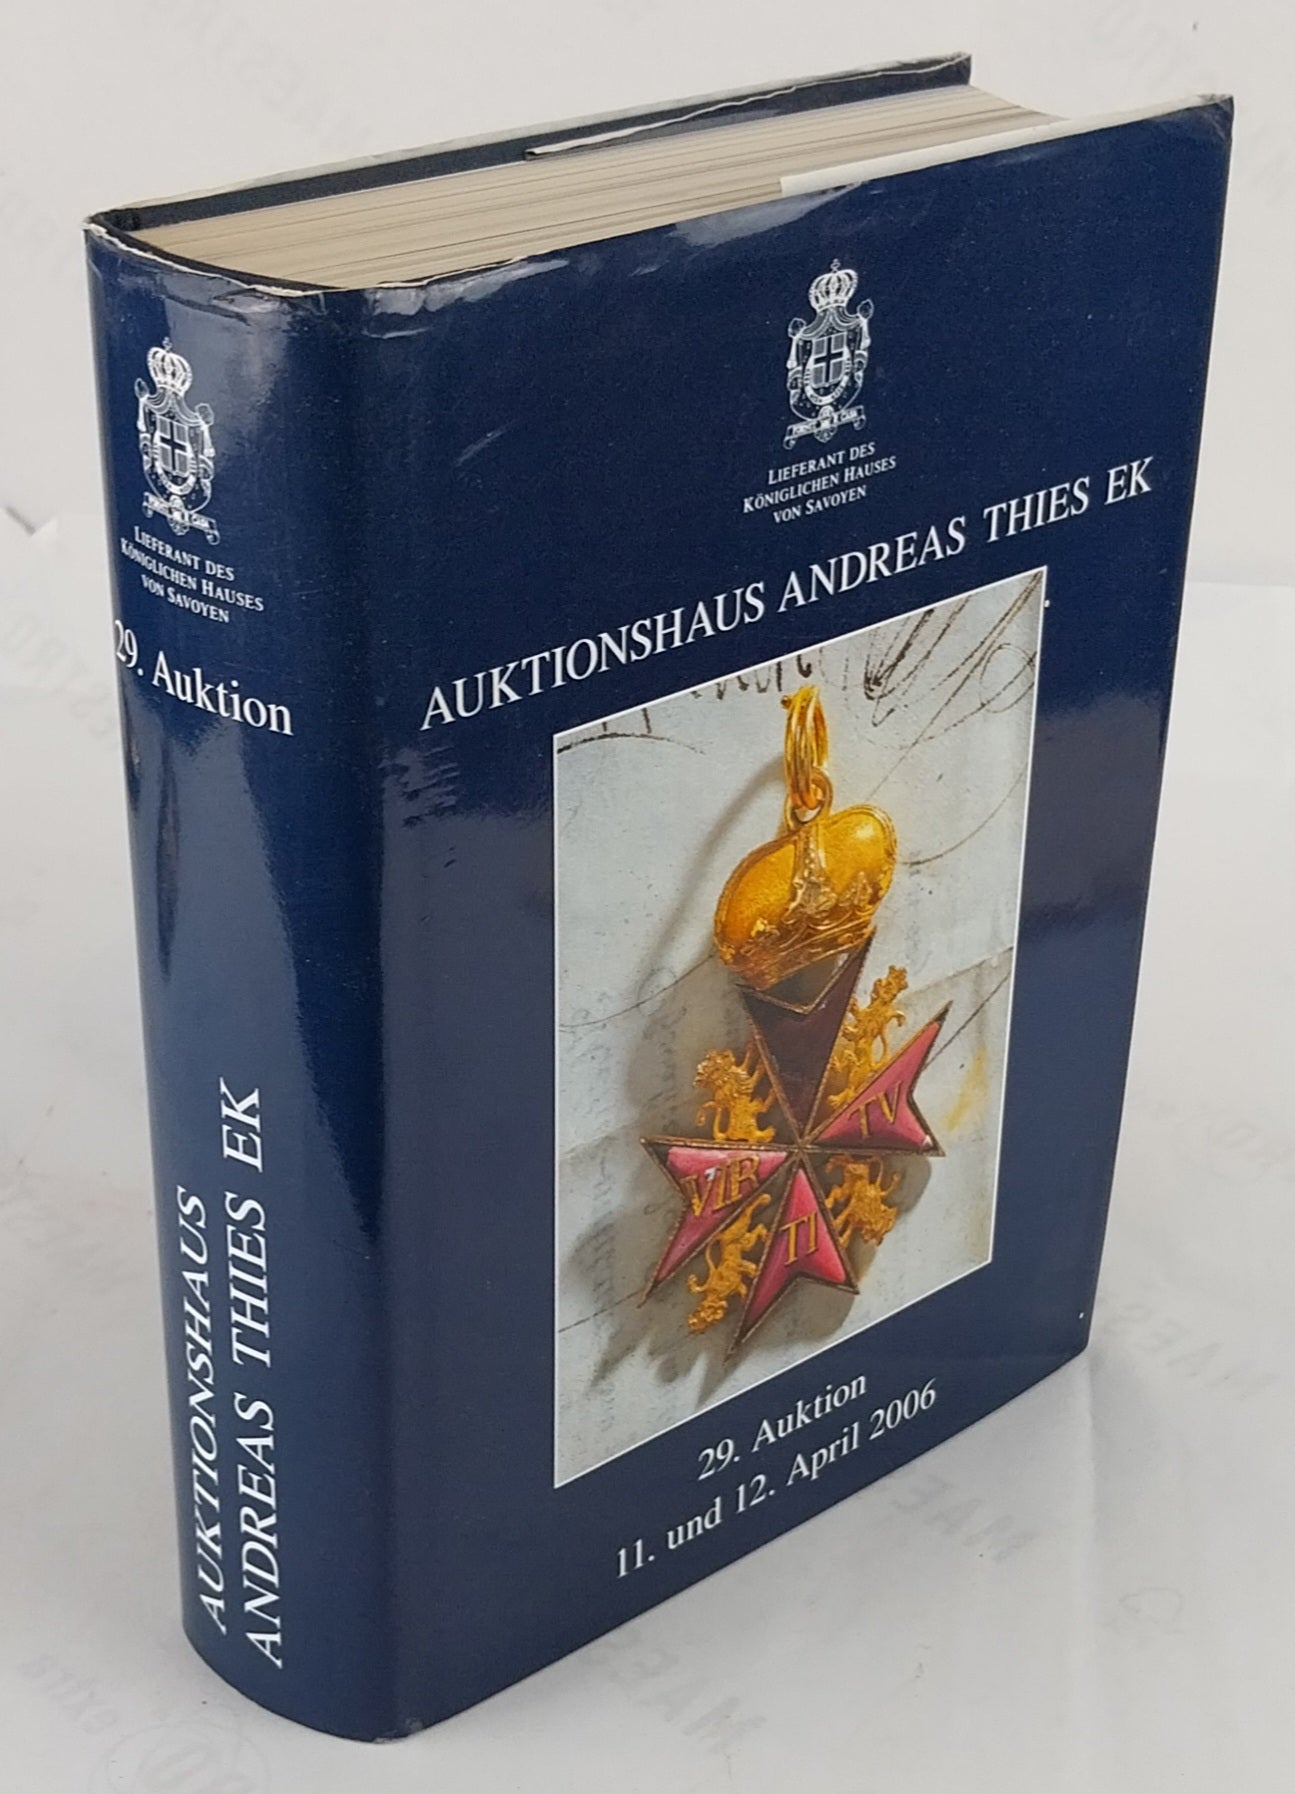 LIEFERANT DES
KÖNIGLICHEN HAUSES
VON SAVOYEN
29. Auktion
AUKTIONSHAUS
ANDREAS THIES EK
LIEFERANT DES
KÖNIGLICHEN HAUSES
VON SAVOYEN
AUKTIONSHAUS ANDREAS THIES EK
VIR
TV
TI
29. Auktion
11. und 12. April 2006